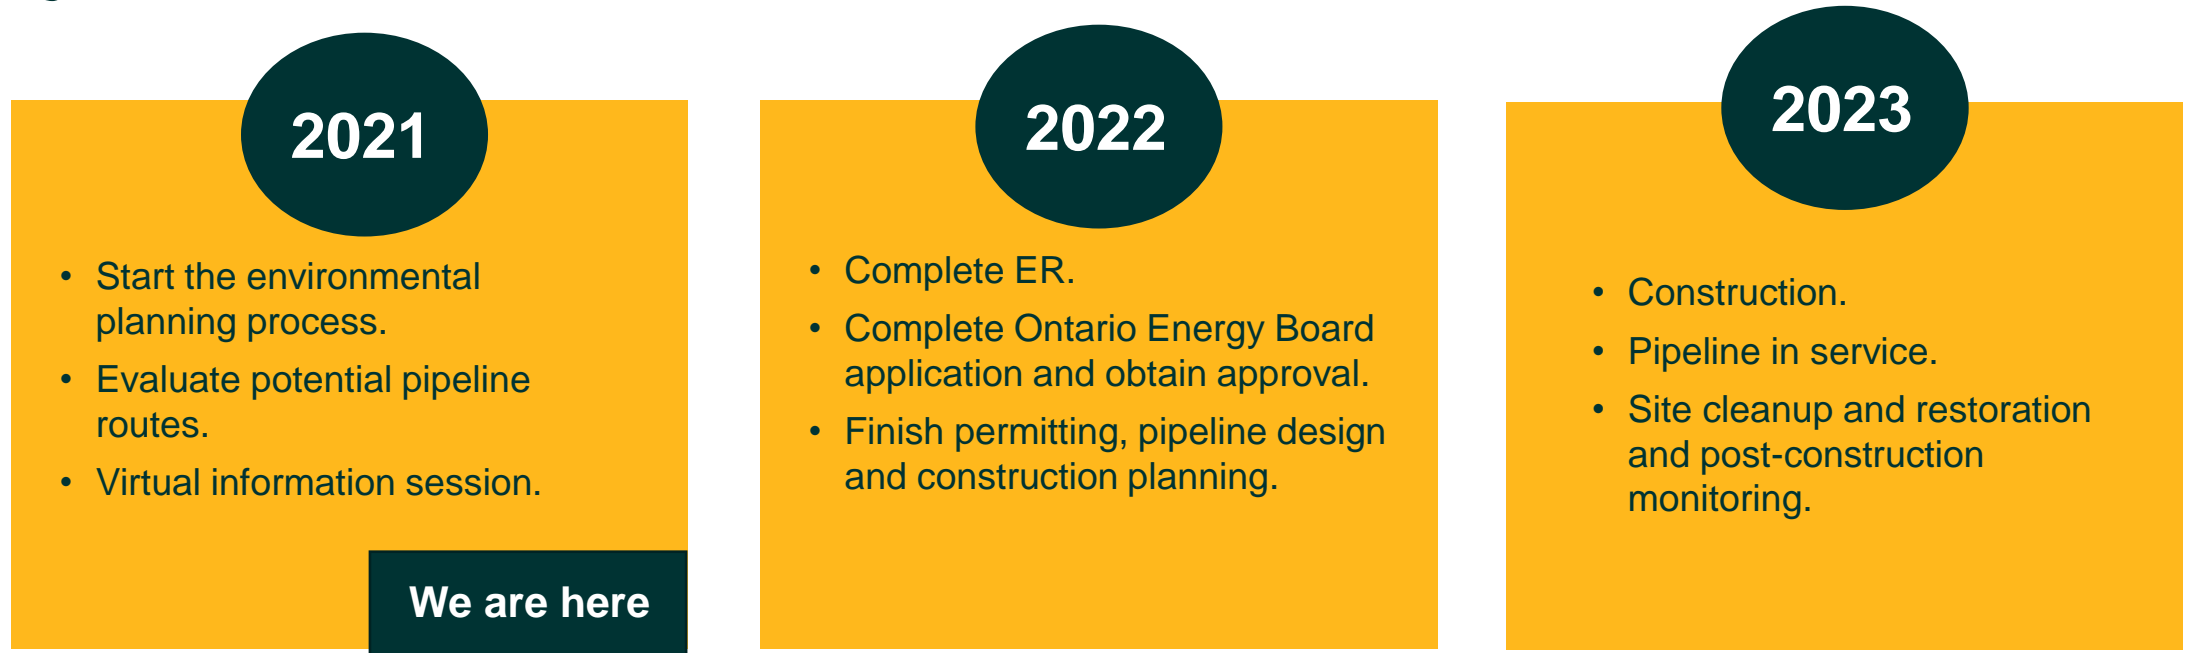 2021
• Start the environmental
planning process.
• Evaluate potential pipeline
routes.
• Virtual information session.
We are here
2022
• Complete ER.
• Complete Ontario Energy Board
application and obtain approval.
• Finish permitting, pipeline design
and construction planning.
2023
• Construction.
• Pipeline in service.
• Site cleanup and restoration
and post-construction
monitoring.